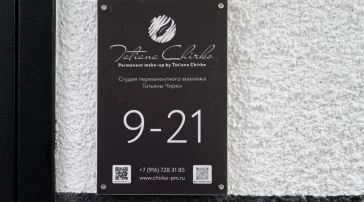 Tatiana Chirko
Permanent make-up by Tatiana Chirko
Студия перманентного макияжа
Татьяны Чирко
9-21
+7 (916) 728 31 85
www.chirko-pm.ru